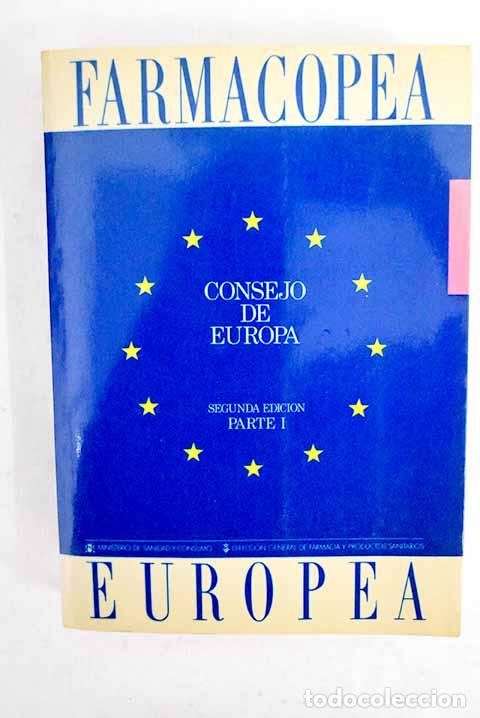 FARMACOPEA
CONSEJO
DE
EUROPA
SEGUNDA EDICION
PARTE I
MINISTERIO DE SANIDAD Y CONSUMO DIRECCION GENERAL DE FARMACIA Y PRODUCTOS SANITARIOS
EUROPEA
todocoleccion